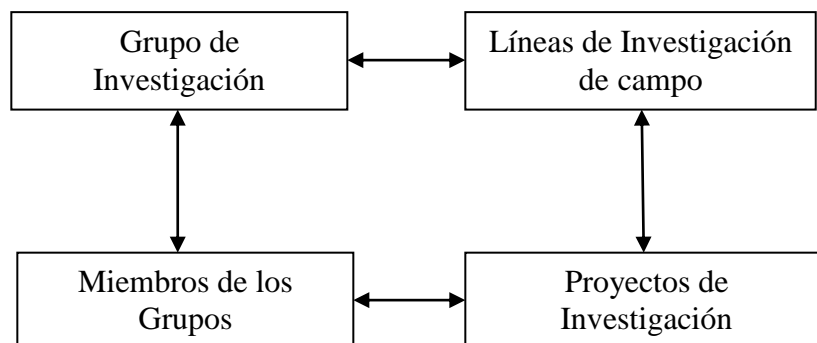 Grupo de
Investigación
Líneas de Investigación
de campo
Miembros de los
Grupos
Proyectos de
Investigación